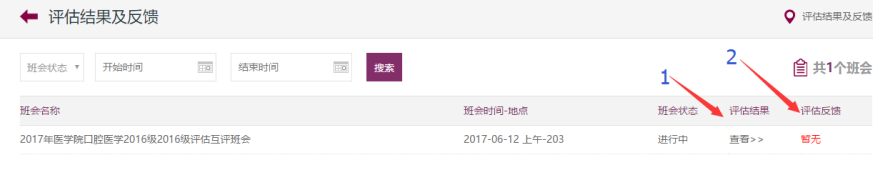 评估结果及反馈
评估结果及反馈
班会状态 开始时间 结束时间 搜索 共1个班会
1 2
班会名称 班会时间-地点 班会状态 评估结果 评估反馈
2017年医学院口腔医学2016级2016级评估互评班会 2017-06-12 上午-203 进行中 查看>> 暂无